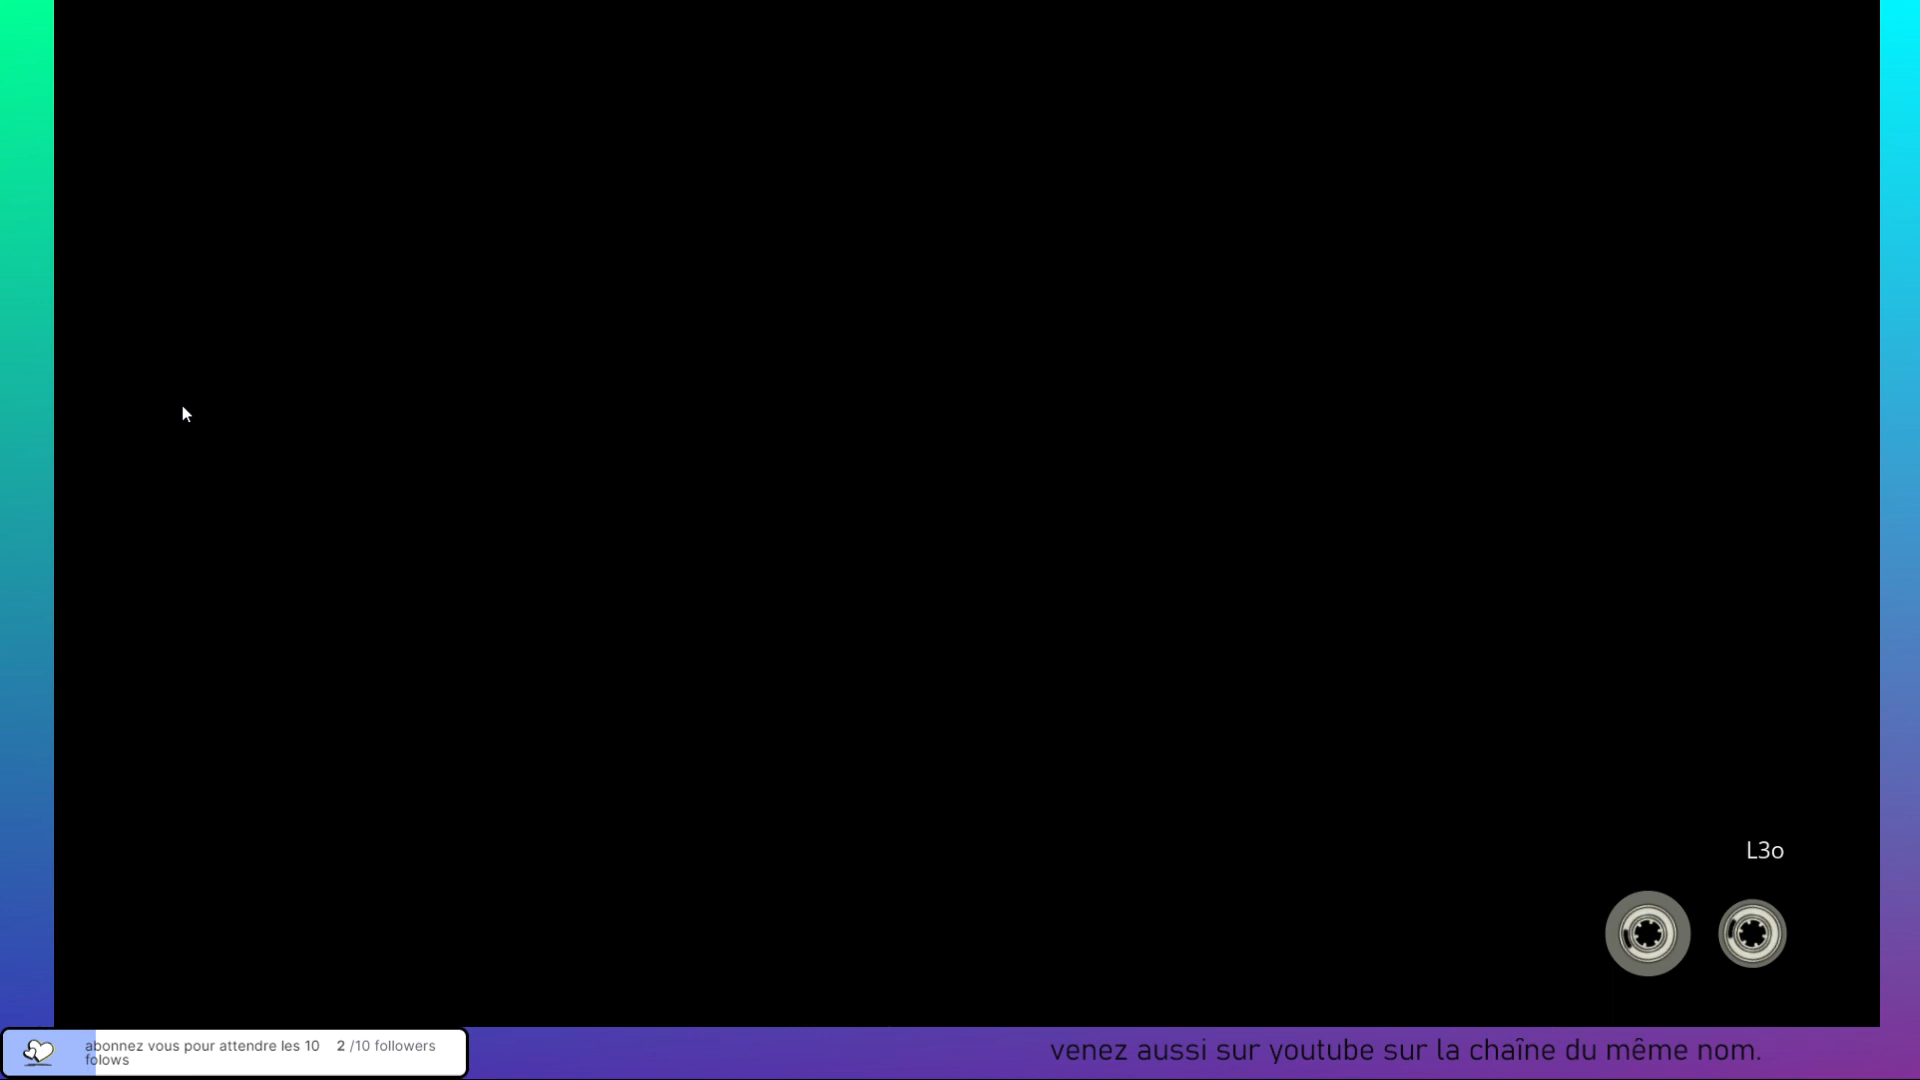 L3o
abonnez vous pour attendre les 10 2 /10 followers
folows
venez aussi sur youtube sur la chaîne du même nom.